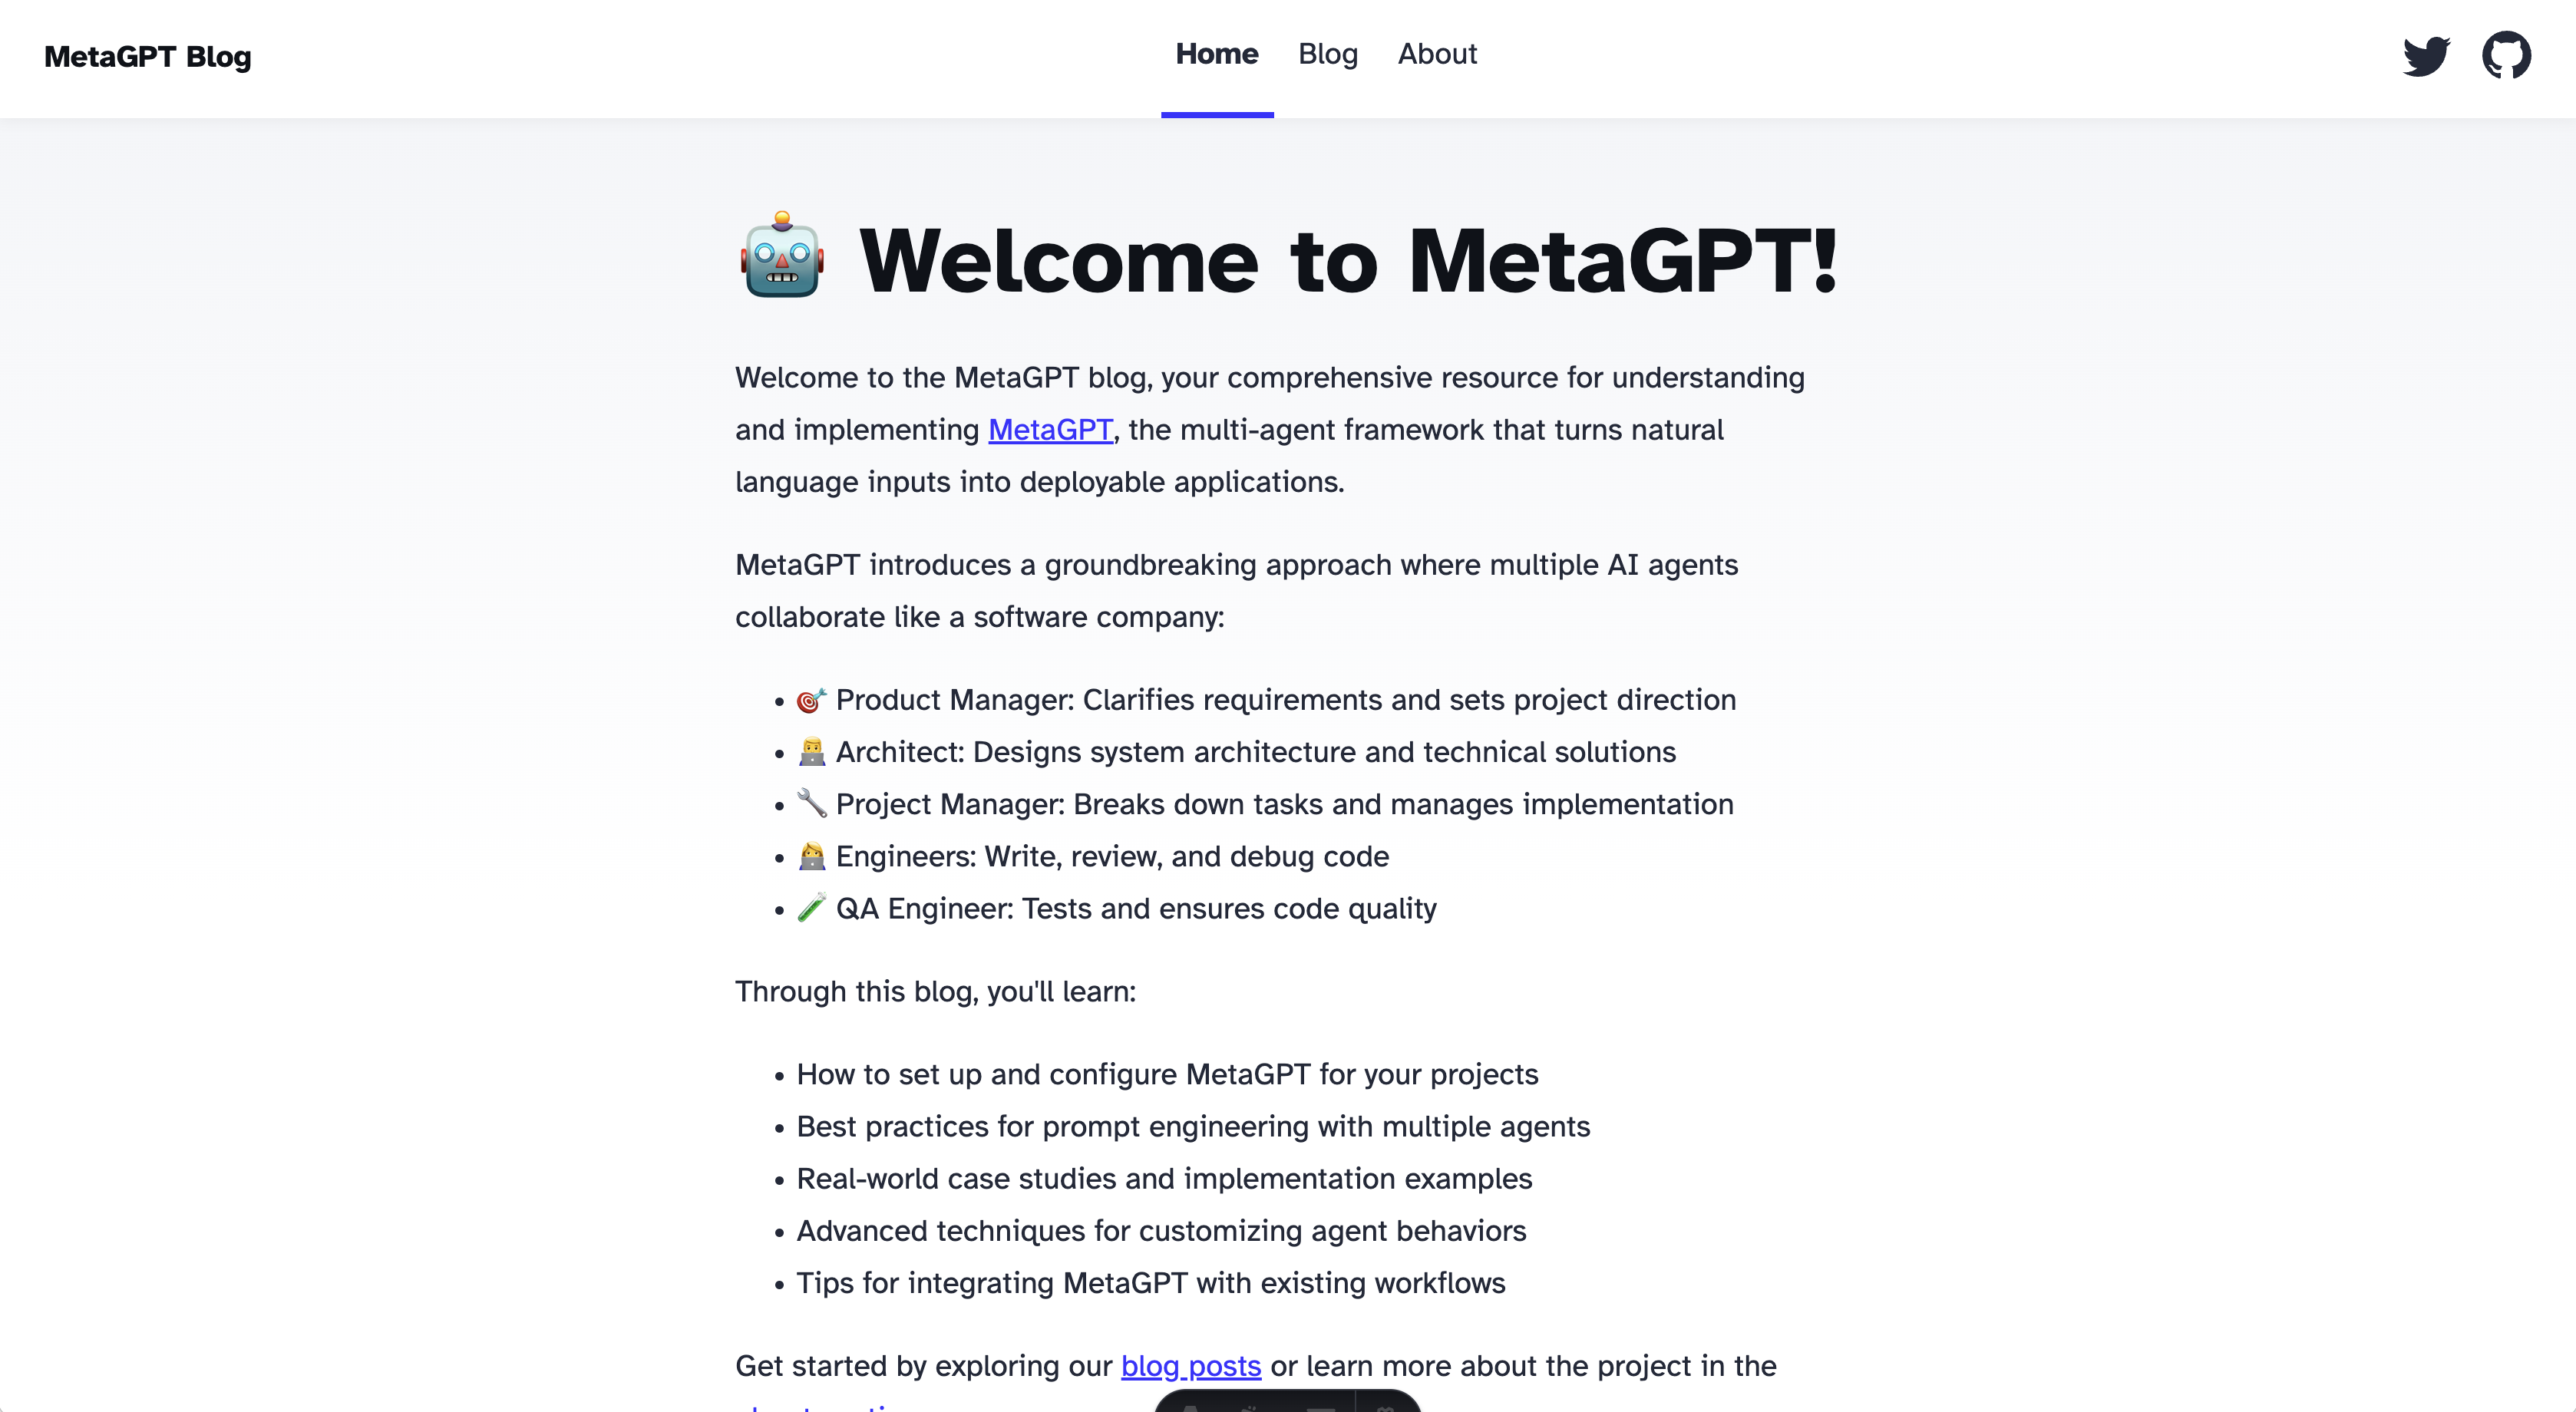 MetaGPT Blog
Home Blog About
🤖 Welcome to MetaGPT!
Welcome to the MetaGPT blog, your comprehensive resource for understanding
and implementing MetaGPT, the multi-agent framework that turns natural
language inputs into deployable applications.
MetaGPT introduces a groundbreaking approach where multiple AI agents
collaborate like a software company:
• 🎯 Product Manager: Clarifies requirements and sets project direction
• 👨‍💻 Architect: Designs system architecture and technical solutions
• 🔧 Project Manager: Breaks down tasks and manages implementation
• 👩‍💻 Engineers: Write, review, and debug code
• 🧪 QA Engineer: Tests and ensures code quality
Through this blog, you'll learn:
• How to set up and configure MetaGPT for your projects
• Best practices for prompt engineering with multiple agents
• Real-world case studies and implementation examples
• Advanced techniques for customizing agent behaviors
• Tips for integrating MetaGPT with existing workflows
Get started by exploring our blog posts or learn more about the project in the